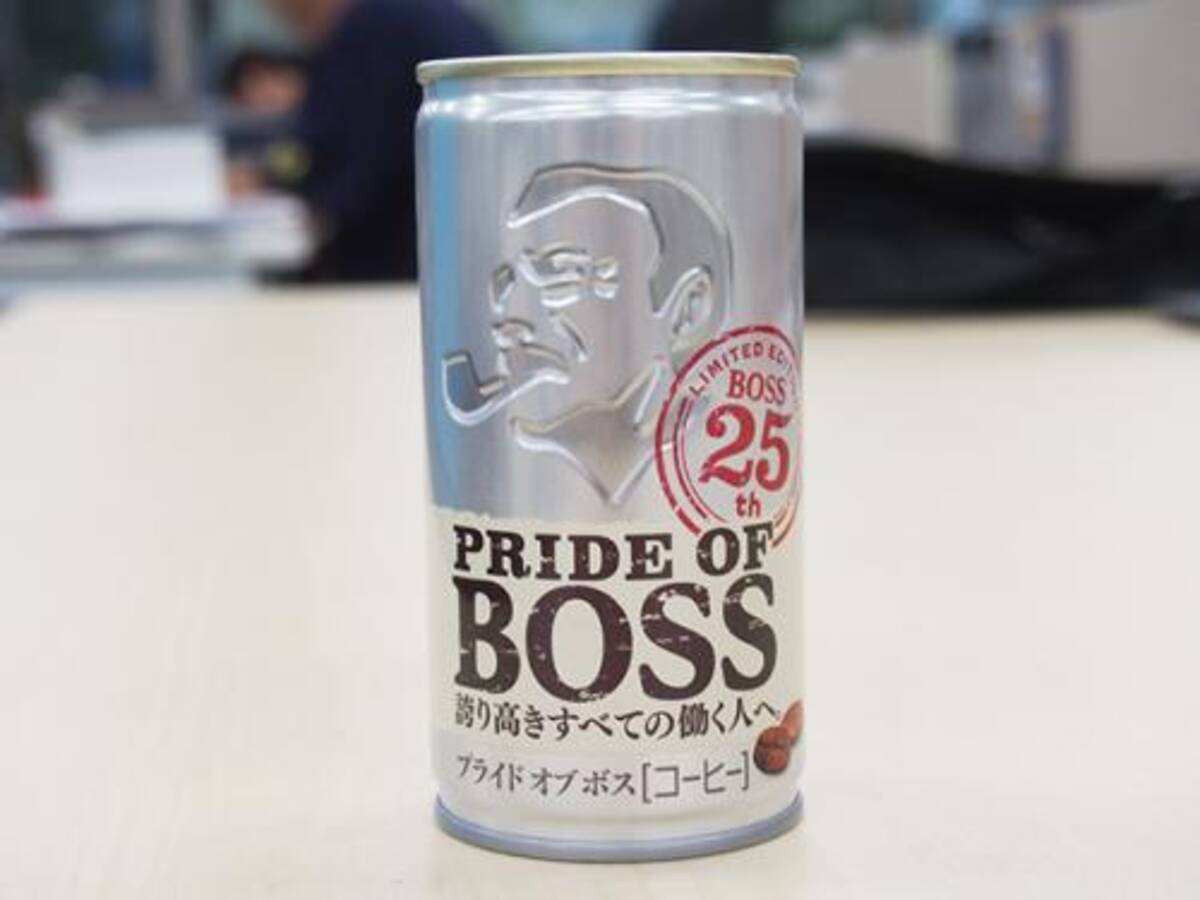 LIMITED EDITION
BOSS
25
th
PRIDE OF
BOSS
誇り高きすべての働く人へ。
プライド オブ ボス [コーヒー]